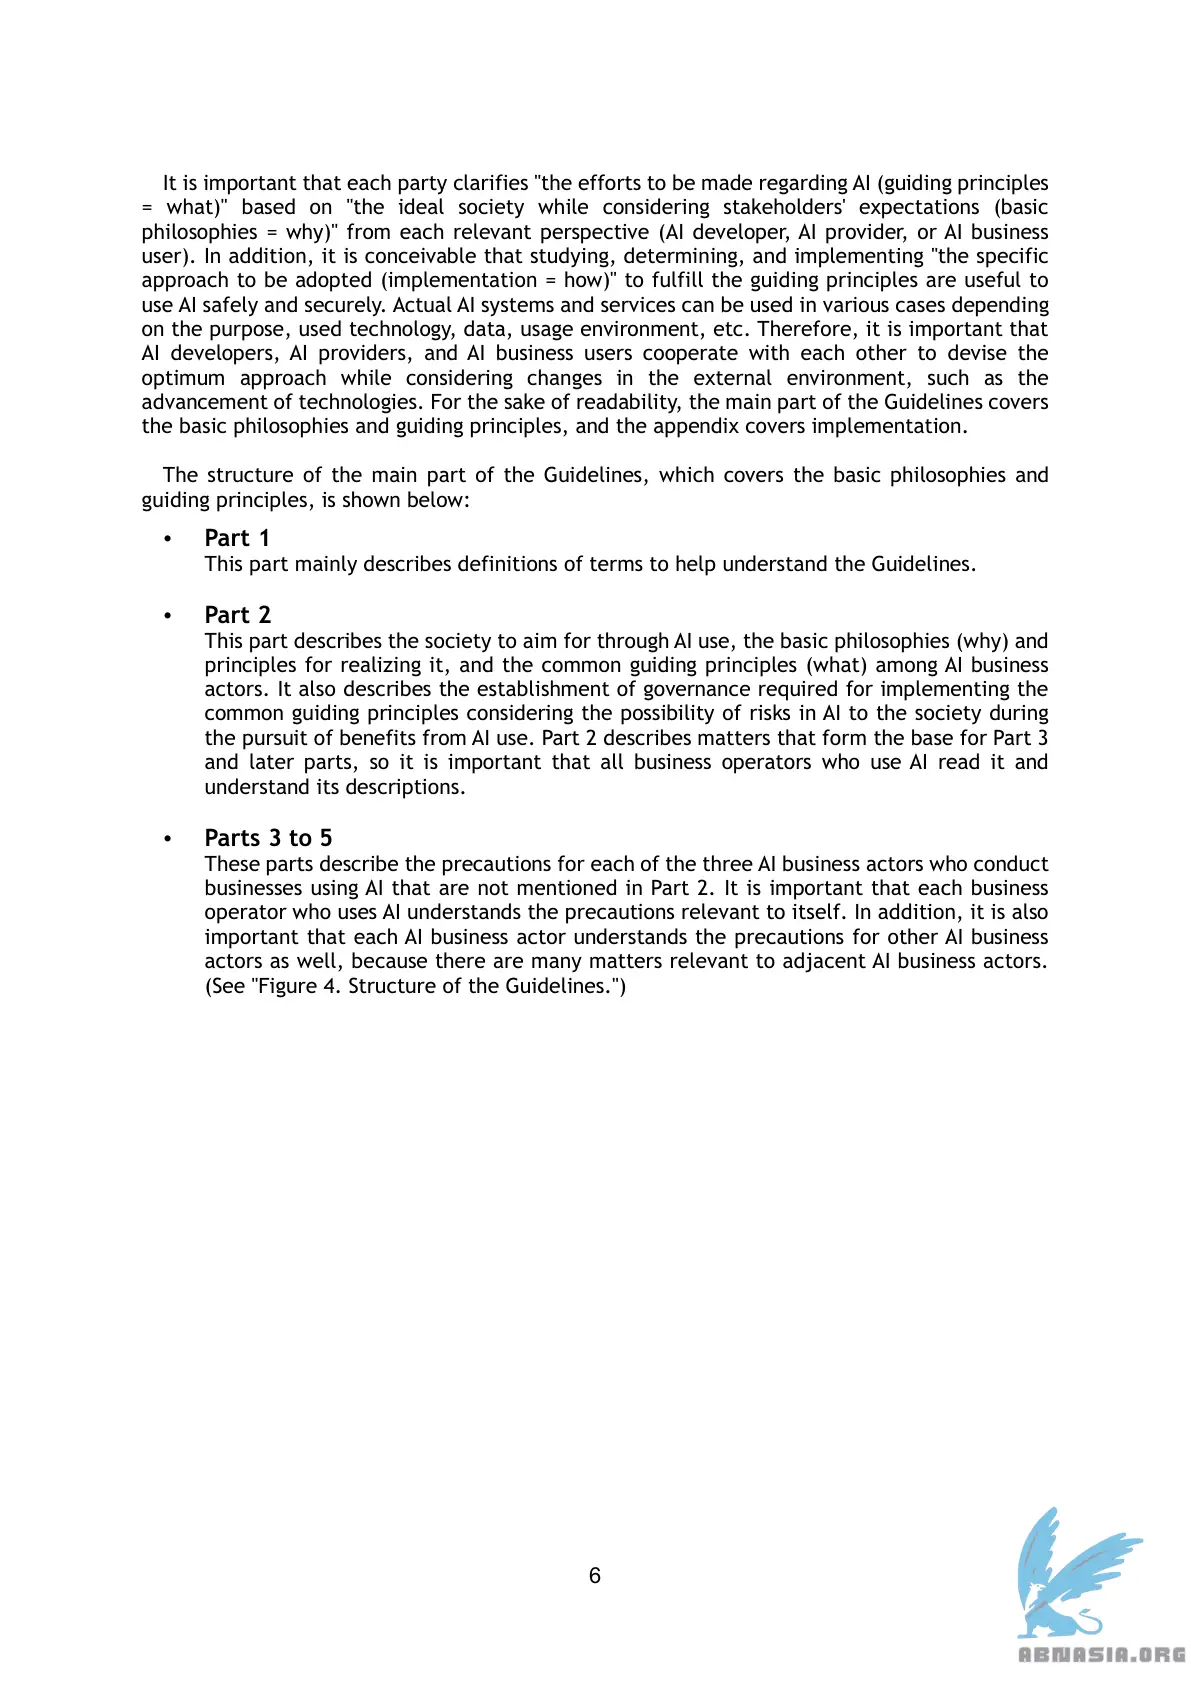 It is important that each party clarifies "the efforts to be made regarding AI (guiding principles
= what)" based on "the ideal society while considering stakeholders' expectations (basic
philosophies = why)" from each relevant perspective (AI developer, AI provider, or AI business
user). In addition, it is conceivable that studying, determining, and implementing "the specific
approach to be adopted (implementation = how)" to fulfill the guiding principles are useful to
use AI safely and securely. Actual AI systems and services can be used in various cases depending
on the purpose, used technology, data, usage environment, etc. Therefore, it is important that
AI developers, AI providers, and AI business users cooperate with each other to devise the
optimum approach while considering changes in the external environment, such as the
advancement of technologies. For the sake of readability, the main part of the Guidelines covers
the basic philosophies and guiding principles, and the appendix covers implementation.
The structure of the main part of the Guidelines, which covers the basic philosophies and
guiding principles, is shown below:
• Part 1
This part mainly describes definitions of terms to help understand the Guidelines.
• Part 2
This part describes the society to aim for through AI use, the basic philosophies (why) and
principles for realizing it, and the common guiding principles (what) among AI business
actors. It also describes the establishment of governance required for implementing the
common guiding principles considering the possibility of risks in AI to the society during
the pursuit of benefits from AI use. Part 2 describes matters that form the base for Part 3
and later parts, so it is important that all business operators who use AI read it and
understand its descriptions.
• Parts 3 to 5
These parts describe the precautions for each of the three AI business actors who conduct
businesses using AI that are not mentioned in Part 2. It is important that each business
operator who uses AI understands the precautions relevant to itself. In addition, it is also
important that each AI business actor understands the precautions for other AI business
actors as well, because there are many matters relevant to adjacent AI business actors.
(See "Figure 4. Structure of the Guidelines.")
6
ABNASIA.ORG